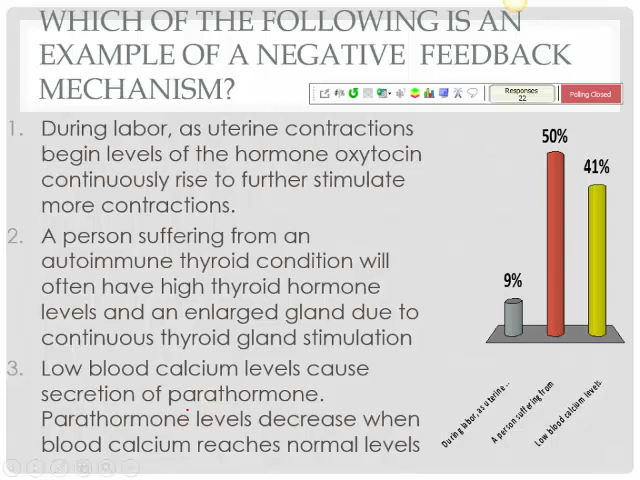 WHICH OF THE FOLLOWING IS AN
EXAMPLE OF A NEGATIVE FEEDBACK
MECHANISM?
Responses
22
Polling Closed
1. During labor, as uterine contractions
begin levels of the hormone oxytocin
continuously rise to further stimulate
more contractions.
2. A person suffering from an
autoimmune thyroid condition will
often have high thyroid hormone
levels and an enlarged gland due to
continuous thyroid gland stimulation
3. Low blood calcium levels cause
secretion of parathormone.
Parathormone levels decrease when
blood calcium reaches normal levels
9%
50%
41%
During labor, as uterine ..
A person suffering from
Low blood calcium levels